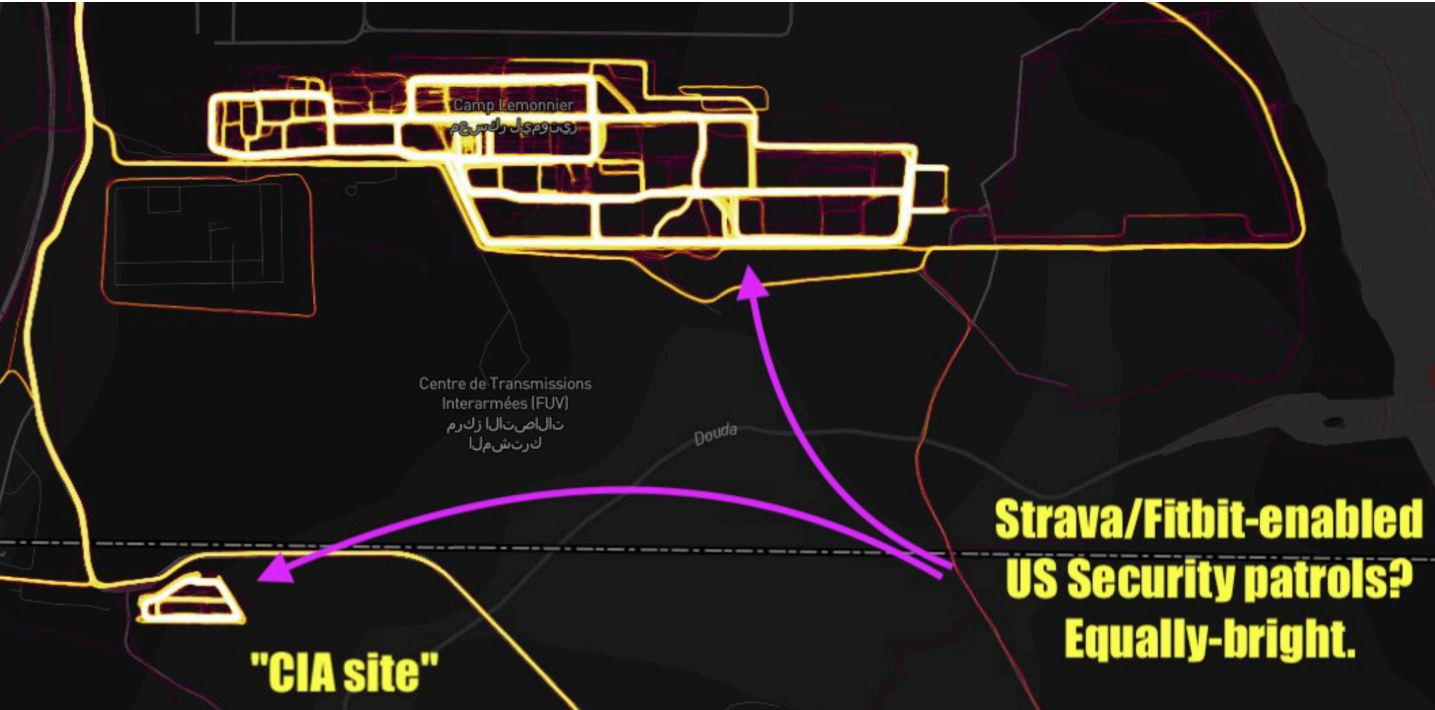 Camp Lemonnier
معسكر ليمونير
Centre de Transmissions
Interarmées (FUV)
مركز الاتصالات
المشترك
Douda
Strava/Fitbit-enabled
US Security patrols?
Equally-bright.
"CIA site"